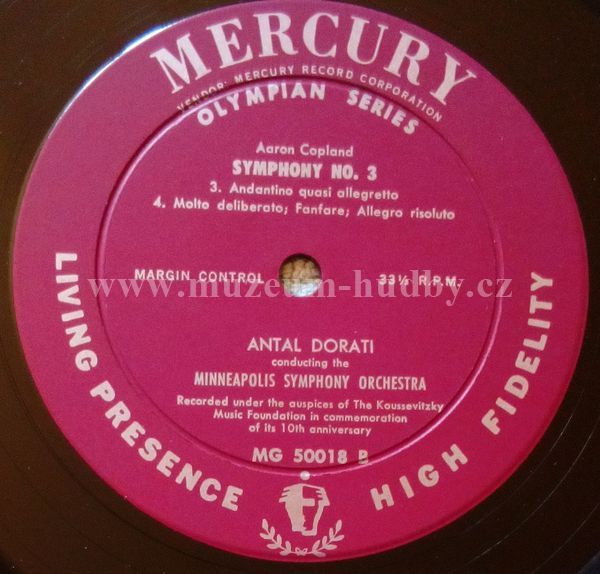 MERCURY
VENDOR: MERCURY RECORD CORPORATION
OLYMPIAN SERIES
Aaron Copland
SYMPHONY NO. 3
3. Andantino quasi allegretto
4. Molto deliberato; Fanfare; Allegro risoluto
MARGIN CONTROL 33⅓ R.P.M.
www.muzeum-hudby.cz
ANTAL DORATI
conducting the
MINNEAPOLIS SYMPHONY ORCHESTRA
Recorded under the auspices of The Koussevitzky
Music Foundation in commemoration
of its 10th anniversary
MG 50018 B
LIVING PRESENCE
HIGH FIDELITY